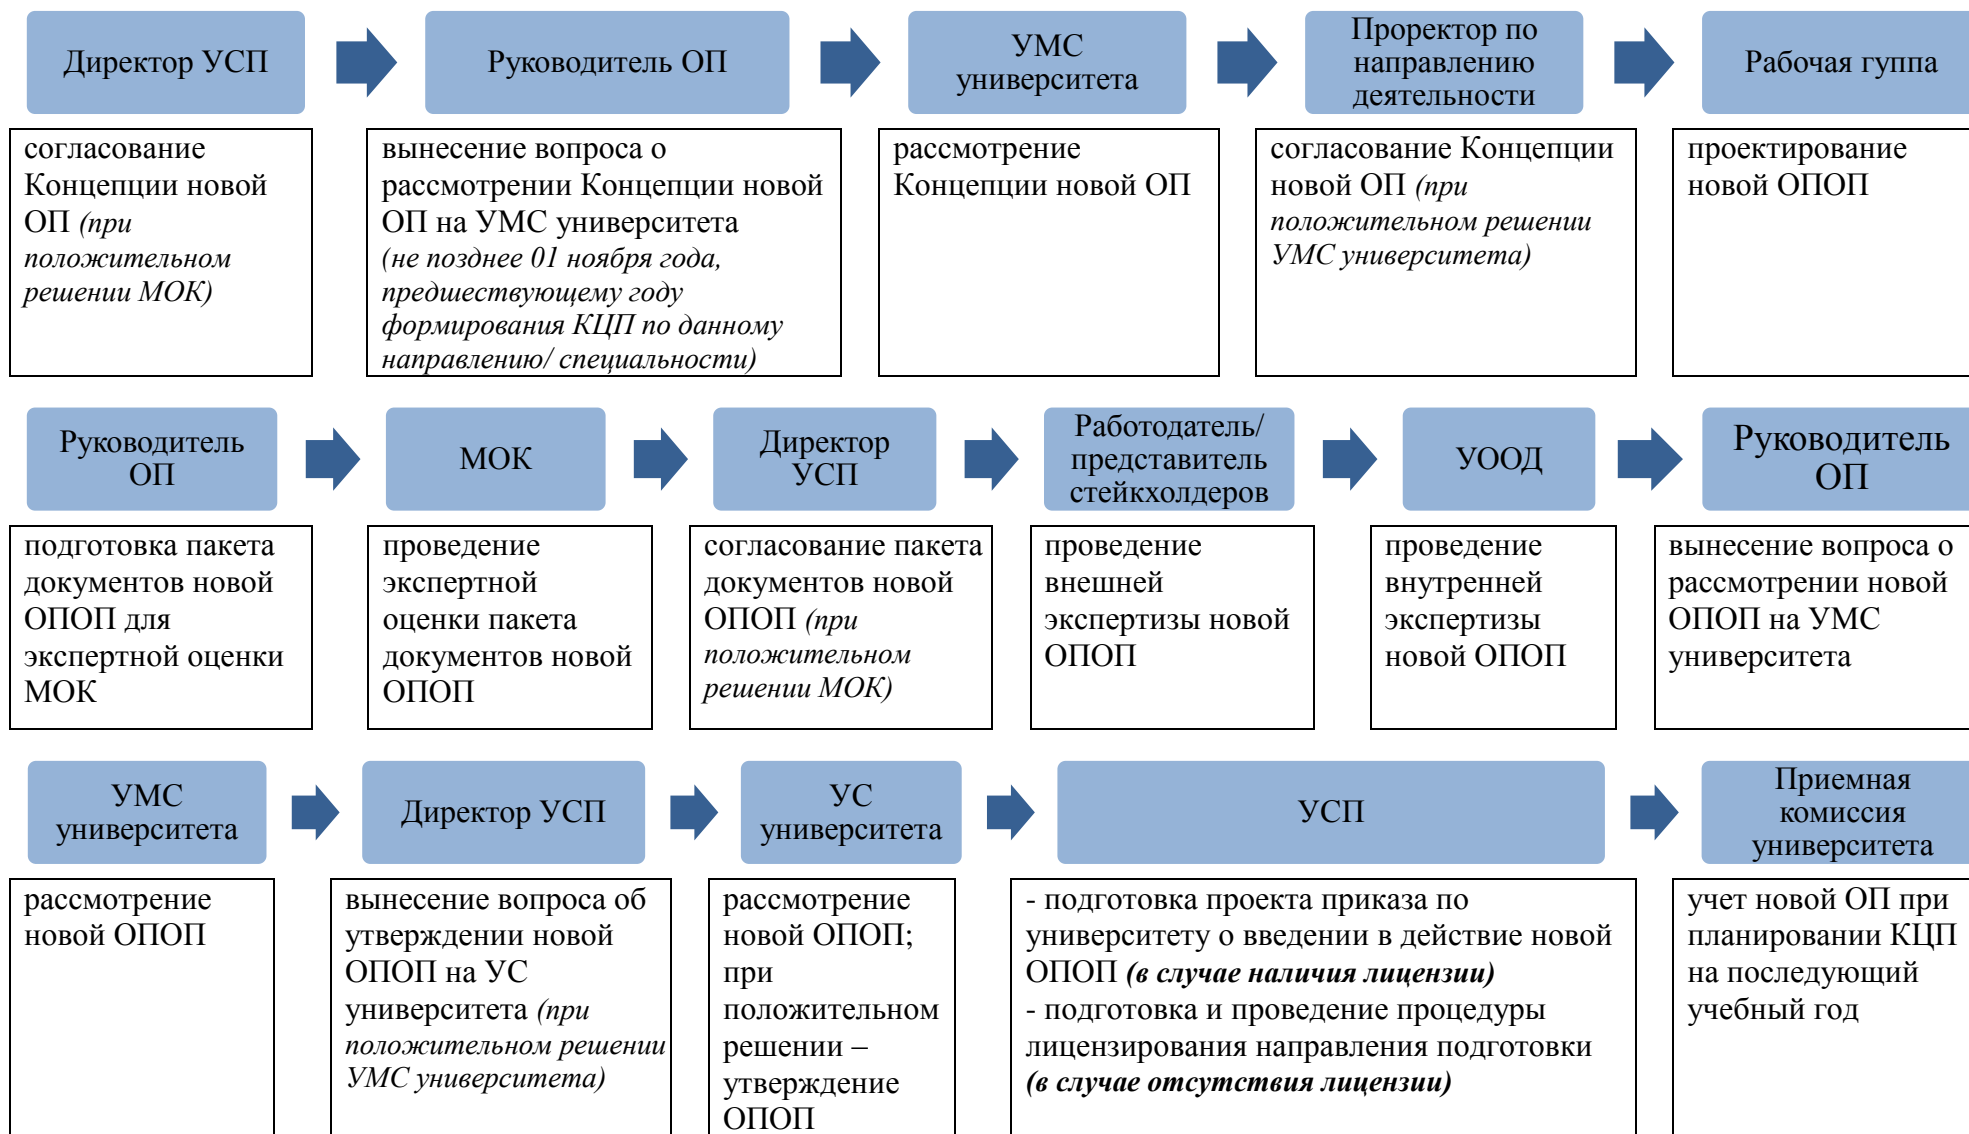 Директор УСП
Руководитель ОП
УМС
университета
Проректор по
направлению
деятельности
Рабочая гуппа
согласование
Концепции новой
ОП (при
положительном
решении МОК)
вынесение вопроса о
рассмотрении Концепции новой
ОП на УМС университета
(не позднее 01 ноября года,
предшествующему году
формирования КЦП по данному
направлению/ специальности)
рассмотрение
Концепции новой ОП
согласование Концепции
новой ОП (при
положительном решении
УМС университета)
проектирование
новой ОПОП
Руководитель
ОП
МОК
Директор
УСП
Работодатель/
представитель
стейкхолдеров
УООД
Руководитель
ОП
подготовка пакета
документов новой
ОПОП для
экспертной оценки
МОК
проведение
экспертной
оценки пакета
документов новой
ОПОП
согласование пакета
документов новой
ОПОП (при
положительном
решении МОК)
проведение
внешней
экспертизы новой
ОПОП
проведение
внутренней
экспертизы
новой ОПОП
вынесение вопроса о
рассмотрении новой
ОПОП на УМС
университета
УМС
университета
Директор УСП
УС
университета
УСП
Приемная
комиссия
университета
рассмотрение
новой ОПОП
вынесение вопроса об
утверждении новой
ОПОП на УС
университета (при
положительном решении
УМС университета)
рассмотрение
новой ОПОП;
при
положительном
решении –
утверждение
ОПОП
- подготовка проекта приказа по
университету о введении в действие новой
ОПОП (в случае наличия лицензии)
- подготовка и проведение процедуры
лицензирования направления подготовки
(в случае отсутствия лицензии)
учет новой ОП при
планировании КЦП
на последующий
учебный год